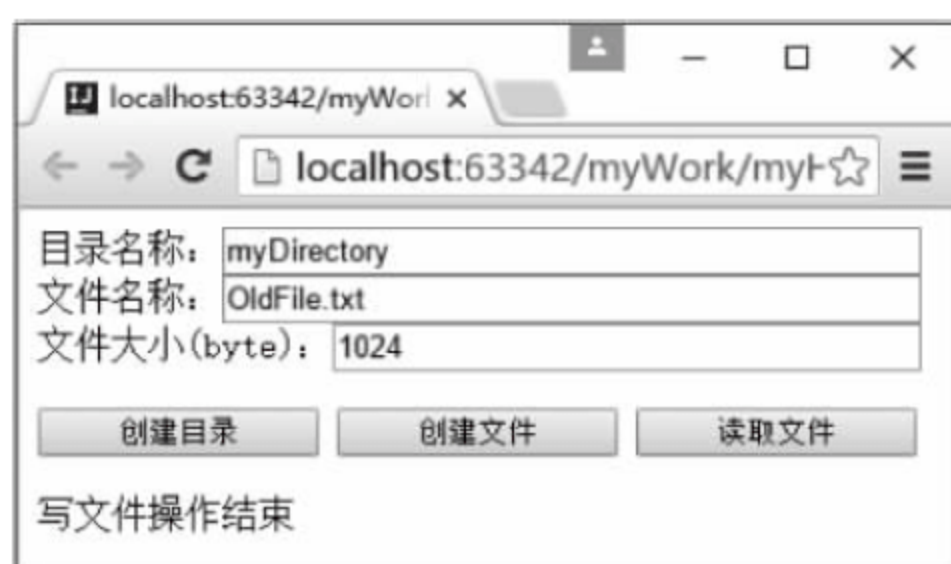 localhost:63342/myWor
localhost:63342/myWork/myH
目录名称：myDirectory
文件名称：OldFile.txt
文件大小(byte)：1024
创建目录 创建文件 读取文件
写文件操作结束